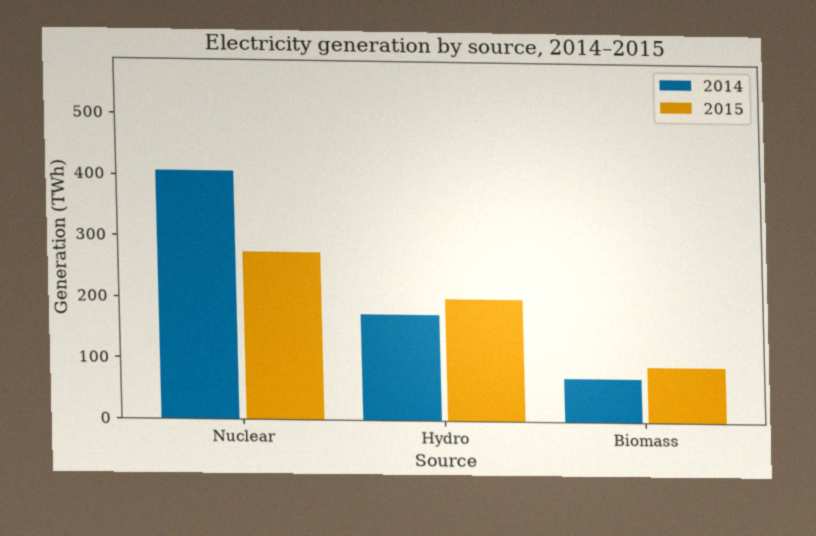 Electricity generation by source, 2014–2015
2014
2015
Generation (TWh)
500
400
300
200
100
0
Nuclear
Hydro
Biomass
Source